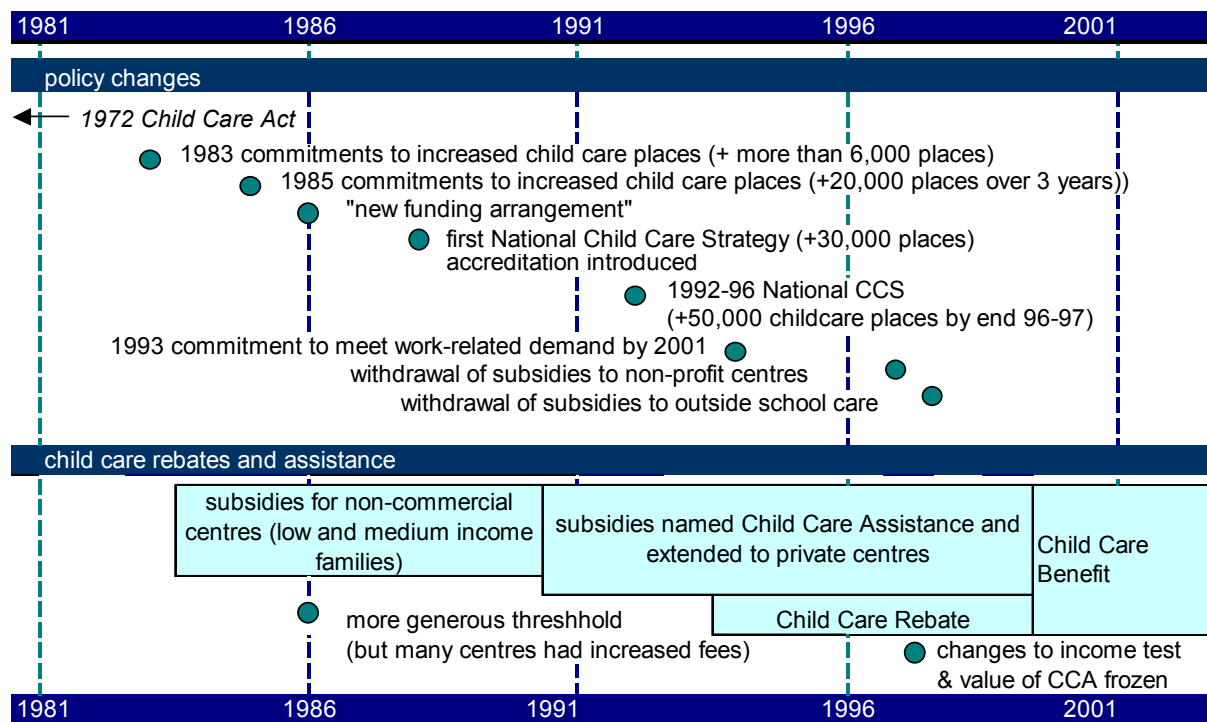 1981 1986 1991 1996 2001
policy changes
1972 Child Care Act
1983 commitments to increased child care places (+ more than 6,000 places)
1985 commitments to increased child care places (+20,000 places over 3 years))
"new funding arrangement"
first National Child Care Strategy (+30,000 places)
accreditation introduced
1992-96 National CCS
(+50,000 childcare places by end 96-97)
1993 commitment to meet work-related demand by 2001
withdrawal of subsidies to non-profit centres
withdrawal of subsidies to outside school care
child care rebates and assistance
subsidies for non-commercial
centres (low and medium income
families)
subsidies named Child Care Assistance and
extended to private centres
Child Care
Benefit
more generous threshhold
(but many centres had increased fees)
Child Care Rebate
changes to income test
& value of CCA frozen
1981 1986 1991 1996 2001